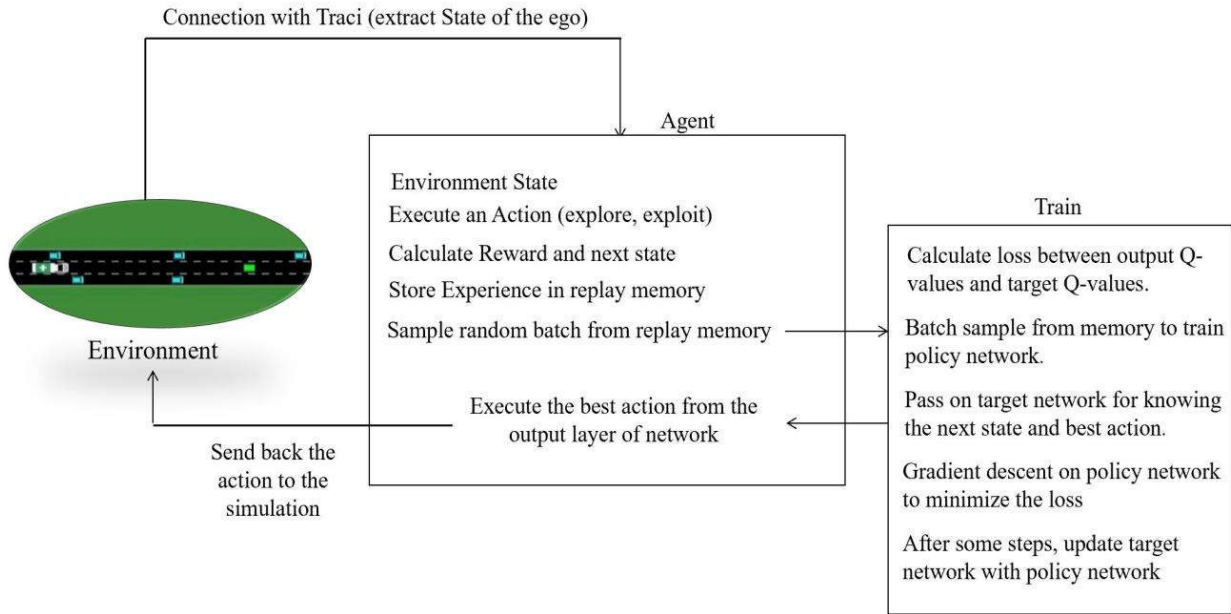 Connection with Traci (extract State of the ego)
Agent
Environment State
Execute an Action (explore, exploit)
Calculate Reward and next state
Store Experience in replay memory
Sample random batch from replay memory
Execute the best action from the
output layer of network
Environment
Send back the
action to the
simulation
Train
Calculate loss between output Q-
values and target Q-values.
Batch sample from memory to train
policy network.
Pass on target network for knowing
the next state and best action.
Gradient descent on policy network
to minimize the loss
After some steps, update target
network with policy network